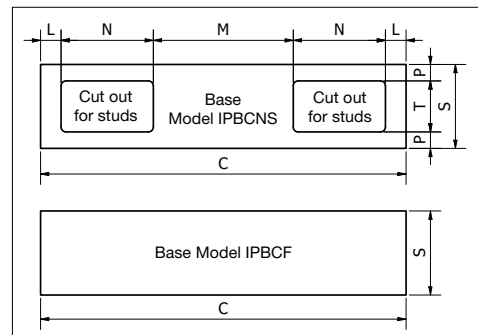 L N M N L
Cut out
for studs
Base
Model IPBCNS
Cut out
for studs
P
T
P
S
C
Base Model IPBCF
S
C